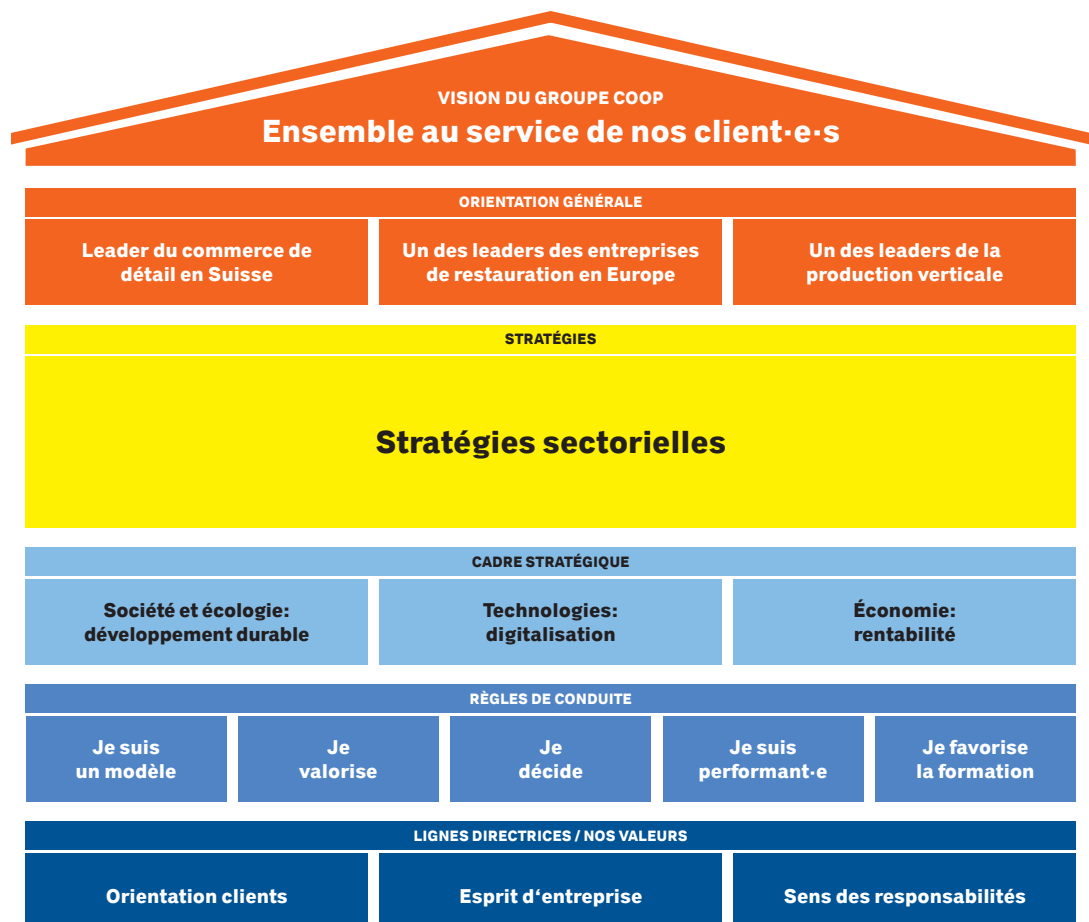 VISION DU GROUPE COOP
Ensemble au service de nos client·e·s
ORIENTATION GÉNÉRALE
Leader du commerce de
détail en Suisse
Un des leaders des entreprises
de restauration en Europe
Un des leaders de la
production verticale
STRATÉGIES
Stratégies sectorielles
CADRE STRATÉGIQUE
Société et écologie:
développement durable
Technologies:
digitalisation
Économie:
rentabilité
RÈGLES DE CONDUITE
Je suis
un modèle
Je
valorise
Je
décide
Je suis
performant·e
Je favorise
la formation
LIGNES DIRECTRICES / NOS VALEURS
Orientation clients
Esprit d‘entreprise
Sens des responsabilités